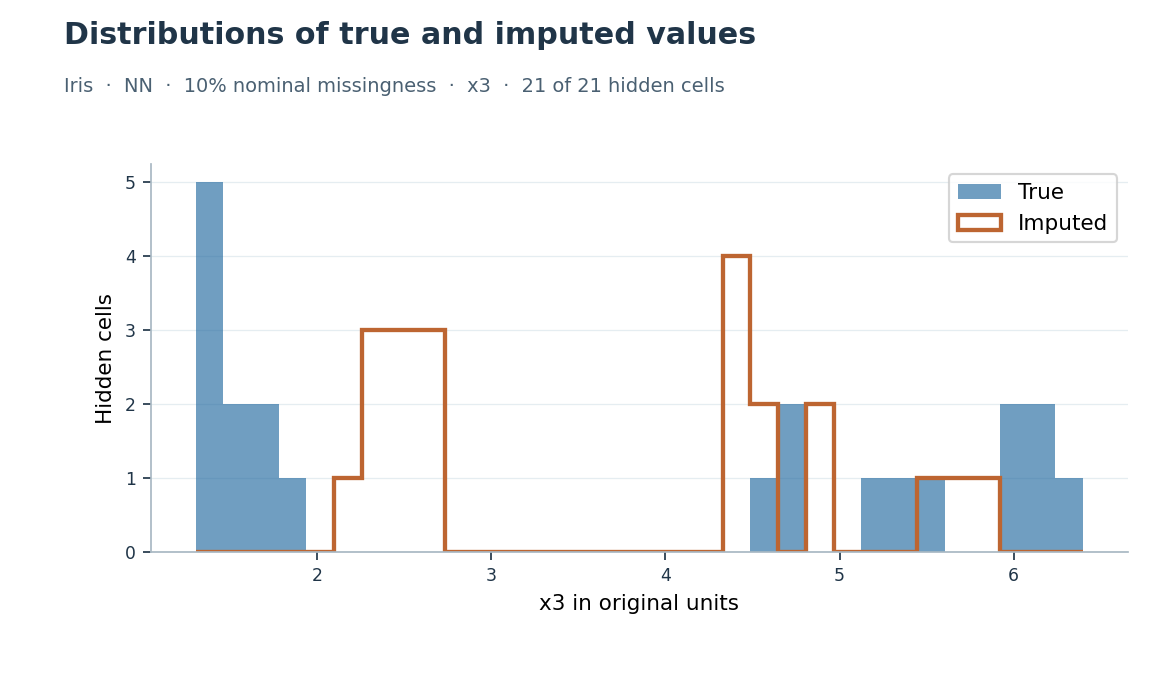 Distributions of true and imputed values
Iris · NN · 10% nominal missingness · x3 · 21 of 21 hidden cells
True
Imputed
Hidden cells
5
4
3
2
1
0
2 3 4 5 6
x3 in original units